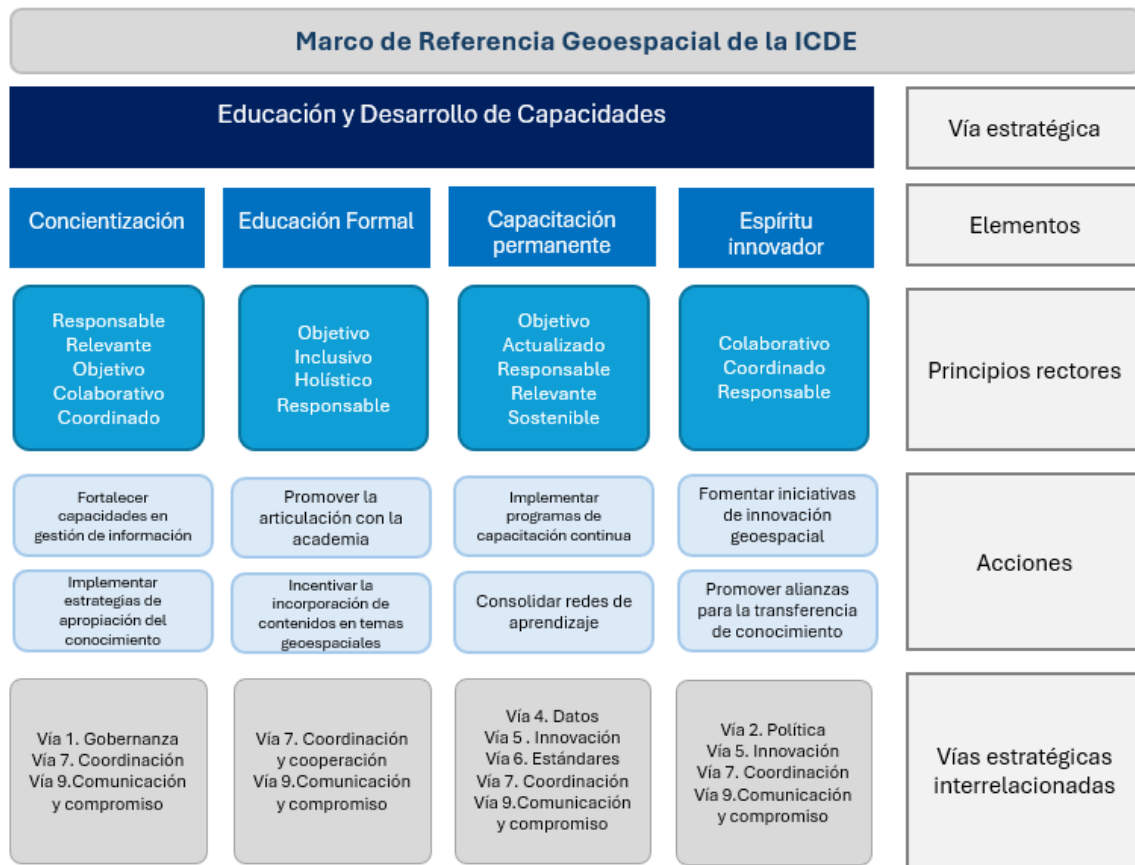 Marco de Referencia Geoespacial de la ICDE
Educación y Desarrollo de Capacidades
Vía estratégica
Concientización
Educación Formal
Capacitación
permanente
Espíritu
innovador
Elementos
Responsable
Relevante
Objetivo
Colaborativo
Coordinado
Objetivo
Inclusivo
Holístico
Responsable
Objetivo
Actualizado
Responsable
Relevante
Sostenible
Colaborativo
Coordinado
Responsable
Principios rectores
Fortalecer
capacidades en
gestión de información
Promover la
articulación con la
academia
Implementar
programas de
capacitación continua
Fomentar iniciativas
de innovación
geoespacial
Acciones
Implementar
estrategias de
apropiación del
conocimiento
Incentivar la
incorporación de
contenidos en temas
geoespaciales
Consolidar redes de
aprendizaje
Promover alianzas
para la transferencia
de conocimiento
Vía 1. Gobernanza
Vía 7. Coordinación
Vía 9.Comunicación
y compromiso
Vía 7. Coordinación
y cooperación
Vía 9.Comunicación
y compromiso
Vía 4. Datos
Vía 5 . Innovación
Vía 6. Estándares
Vía 7. Coordinación
Vía 9.Comunicación
y compromiso
Vía 2. Política
Vía 5. Innovación
Vía 7. Coordinación
Vía 9.Comunicación
y compromiso
Vías estratégicas
interrelacionadas